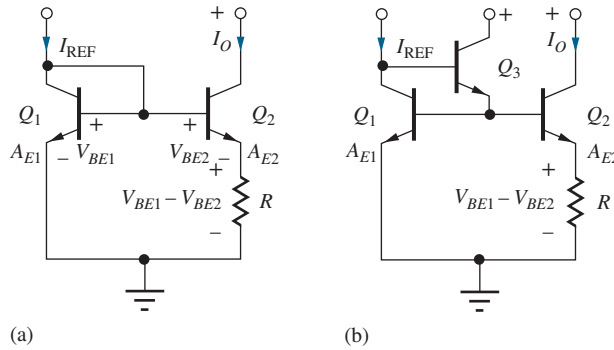 +
I_REF
I_O
Q_1
+
+
Q_2
A_E1
−
V_BE1
V_BE2
−
A_E2
+
V_BE1 − V_BE2
R
−
(a)
+
+
I_REF
I_O
Q_3
Q_1
Q_2
A_E1
A_E2
+
V_BE1 − V_BE2
R
−
(b)